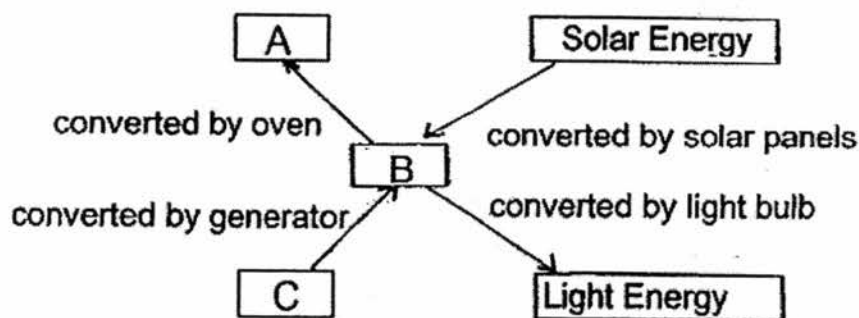 A
Solar Energy
converted by oven
converted by solar panels
B
converted by generator
converted by light bulb
C
Light Energy